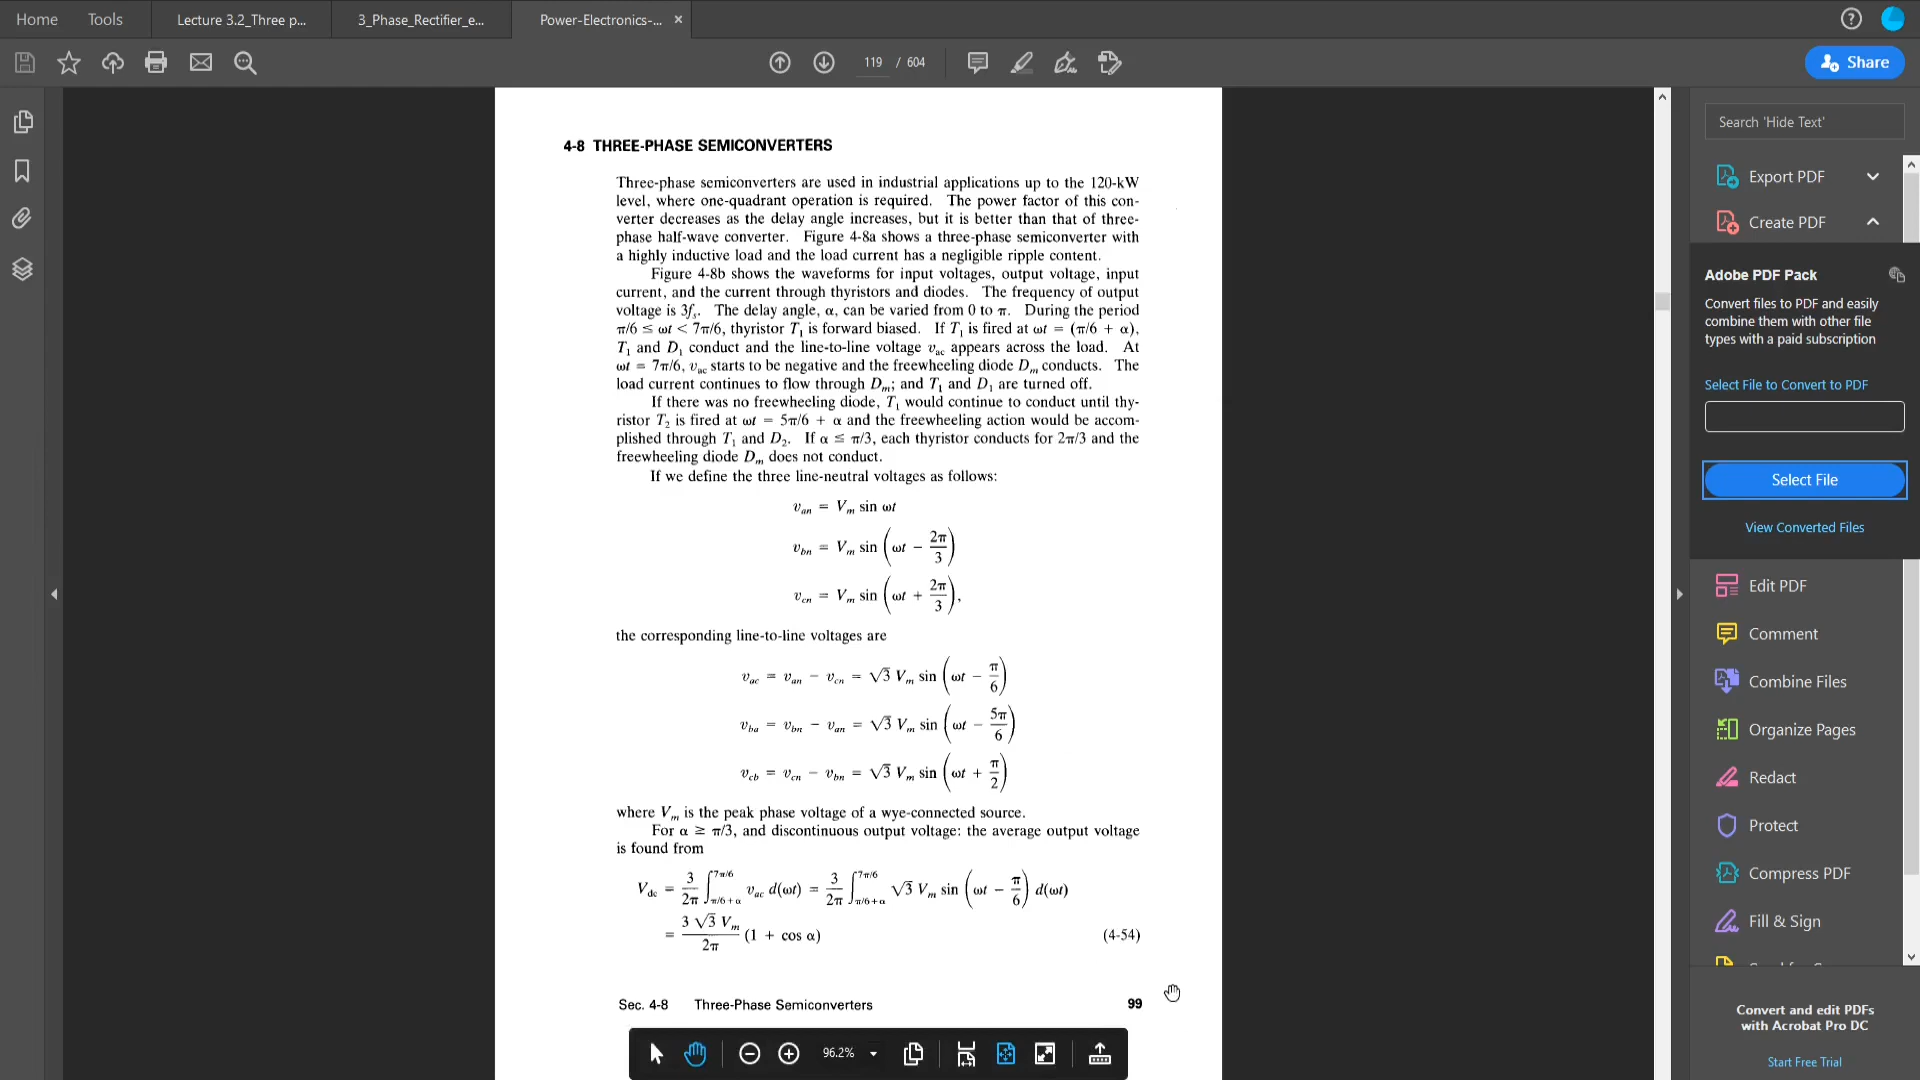 Home Tools Lecture 3.2_Three p... 3_Phase_Rectifier_e... Power-Electronics-... ×
119 / 604
Share
4-8 THREE-PHASE SEMICONVERTERS
Three-phase semiconverters are used in industrial applications up to the 120-kW
level, where one-quadrant operation is required. The power factor of this con-
verter decreases as the delay angle increases, but it is better than that of three-
phase half-wave converter. Figure 4-8a shows a three-phase semiconverter with
a highly inductive load and the load current has a negligible ripple content.
Figure 4-8b shows the waveforms for input voltages, output voltage, input
current, and the current through thyristors and diodes. The frequency of output
voltage is 3fₛ. The delay angle, α, can be varied from 0 to π. During the period
π/6 ≤ ωt < 7π/6, thyristor T₁ is forward biased. If T₁ is fired at ωt = (π/6 + α),
T₁ and D₁ conduct and the line-to-line voltage v_ac appears across the load. At
ωt = 7π/6, v_ac starts to be negative and the freewheeling diode D_m conducts. The
load current continues to flow through D_m; and T₁ and D₁ are turned off.
If there was no freewheeling diode, T₁ would continue to conduct until thy-
ristor T₂ is fired at ωt = 5π/6 + α and the freewheeling action would be accom-
plished through T₁ and D₂. If α ≤ π/3, each thyristor conducts for 2π/3 and the
freewheeling diode D_m does not conduct.
If we define the three line-neutral voltages as follows:
v_an = V_m sin ωt
v_bn = V_m sin (ωt − 2π/3)
v_cn = V_m sin (ωt + 2π/3),
the corresponding line-to-line voltages are
v_ac = v_an − v_cn = √3 V_m sin (ωt − π/6)
v_ba = v_bn − v_an = √3 V_m sin (ωt − 5π/6)
v_cb = v_cn − v_bn = √3 V_m sin (ωt + π/2)
where V_m is the peak phase voltage of a wye-connected source.
For α ≥ π/3, and discontinuous output voltage: the average output voltage
is found from
V_dc = 3/2π ∫_{π/6+α}^{7π/6} v_ac d(ωt) = 3/2π ∫_{π/6+α}^{7π/6} √3 V_m sin (ωt − π/6) d(ωt)
= 3 √3 V_m/2π (1 + cos α) (4-54)
Sec. 4-8 Three-Phase Semiconverters 99
96.2%
Search 'Hide Text'
Export PDF
Create PDF
Adobe PDF Pack
Convert files to PDF and easily
combine them with other file
types with a paid subscription
Select File to Convert to PDF
Select File
View Converted Files
Edit PDF
Comment
Combine Files
Organize Pages
Redact
Protect
Compress PDF
Fill & Sign
Convert and edit PDFs
with Acrobat Pro DC
Start Free Trial